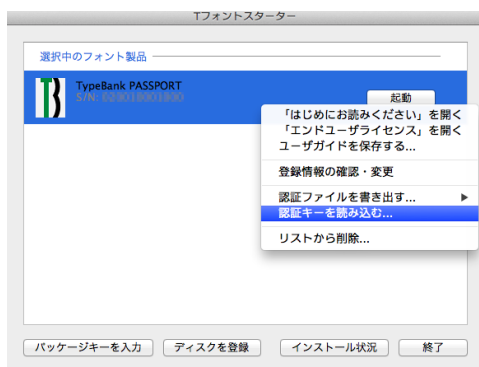 Tフォントスターター
選択中のフォント製品
TypeBank PASSPORT
S/N:
起動
「はじめにお読みください」を開く
「エンドユーザライセンス」を開く
ユーザガイドを保存する...
登録情報の確認・変更
認証ファイルを書き出す...
認証キーを読み込む...
リストから削除...
パッケージキーを入力
ディスクを登録
インストール状況
終了